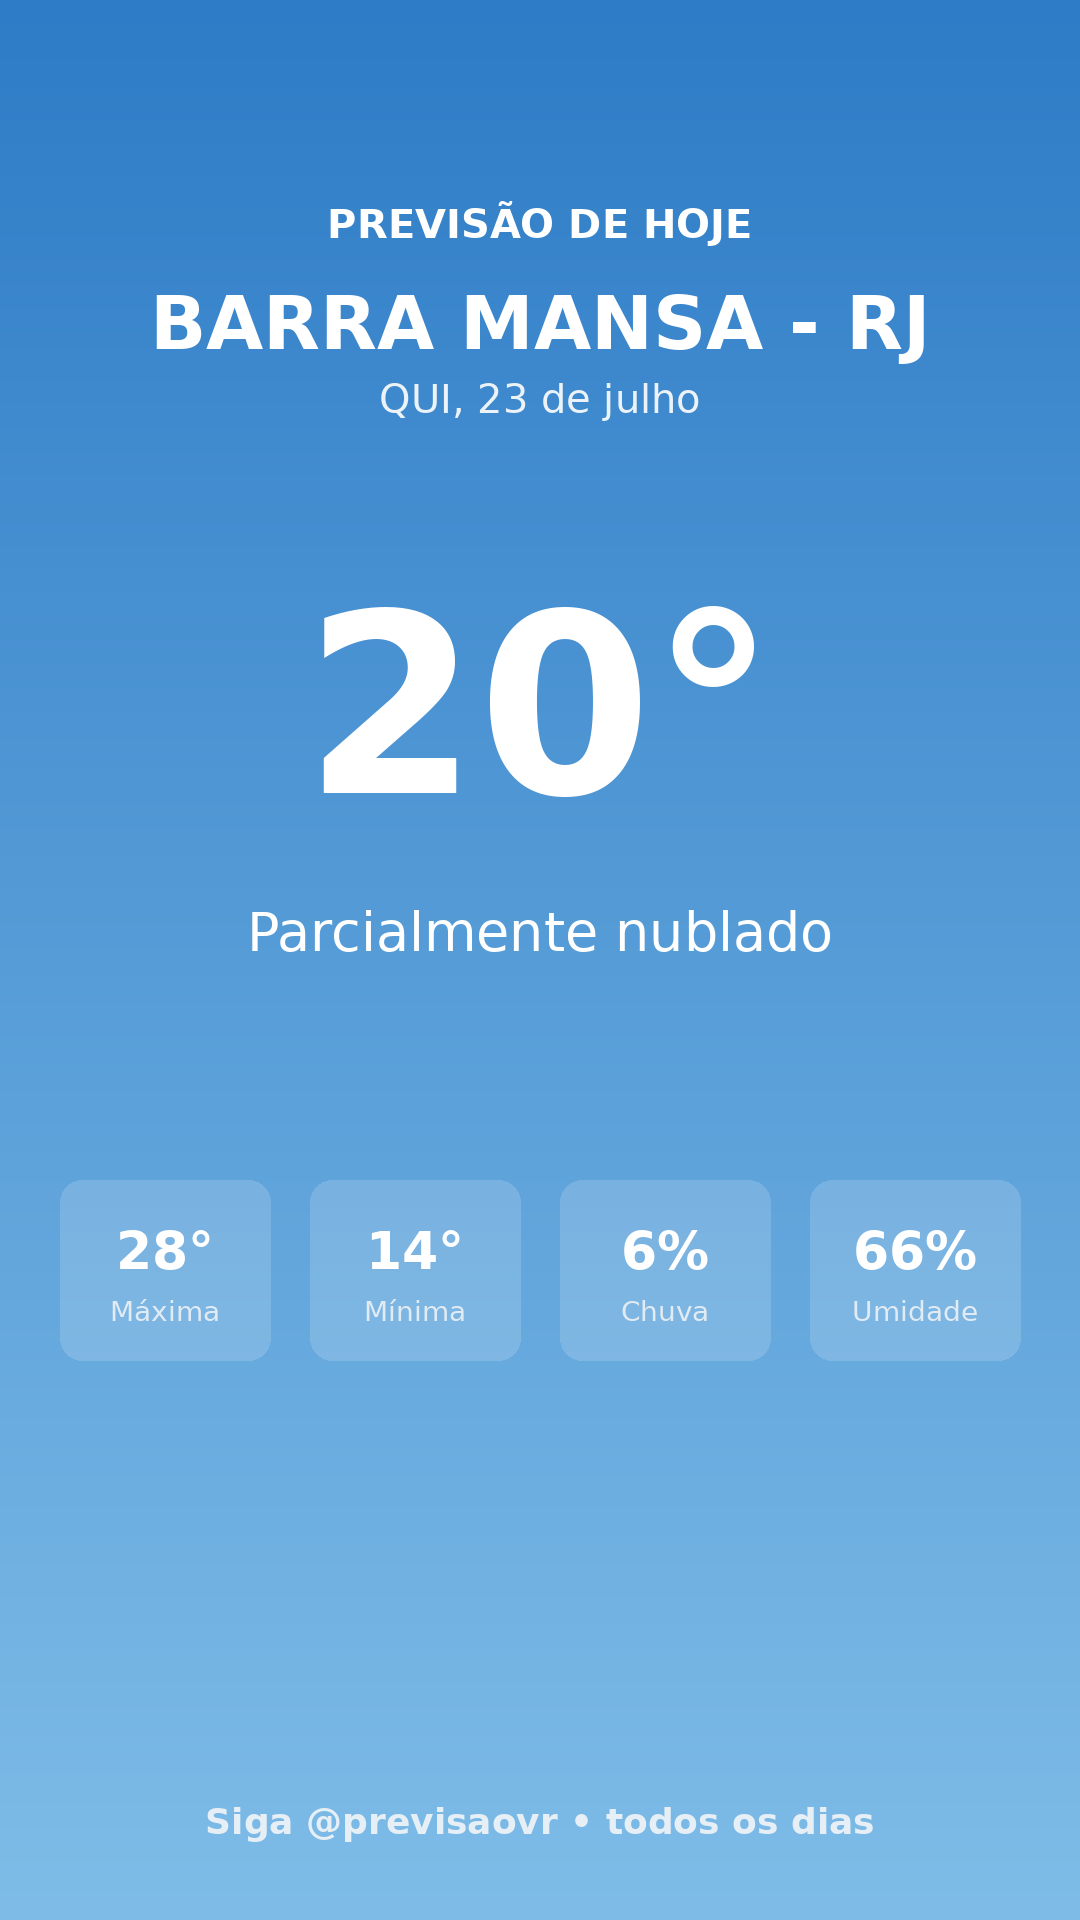 PREVISÃO DE HOJE
BARRA MANSA - RJ
QUI, 23 de julho
20°
Parcialmente nublado
28° 14° 6% 66%
Máxima Mínima Chuva Umidade
Siga @previsaovr • todos os dias